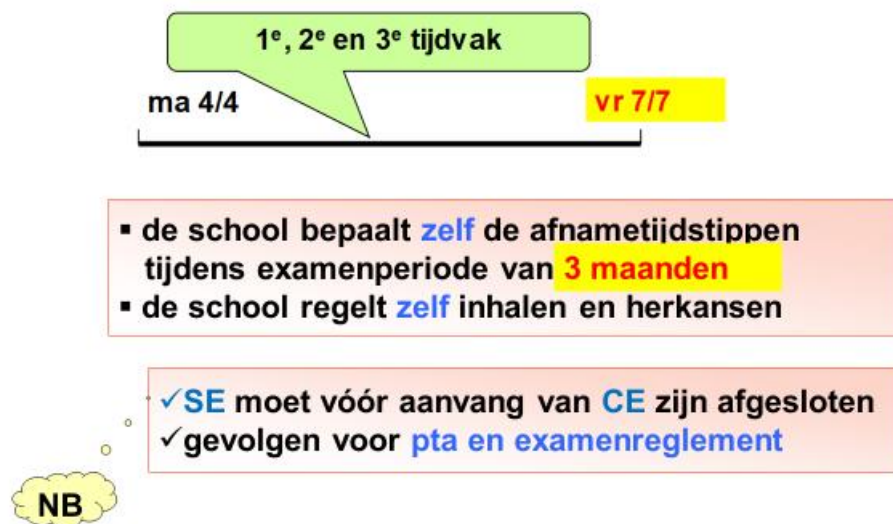 1e, 2e en 3e tijdvak
ma 4/4
vr 7/7
▪ de school bepaalt zelf de afnametijdstippen
tijdens examenperiode van 3 maanden
▪ de school regelt zelf inhalen en herkansen
✓SE moet vóór aanvang van CE zijn afgesloten
✓gevolgen voor pta en examenreglement
NB